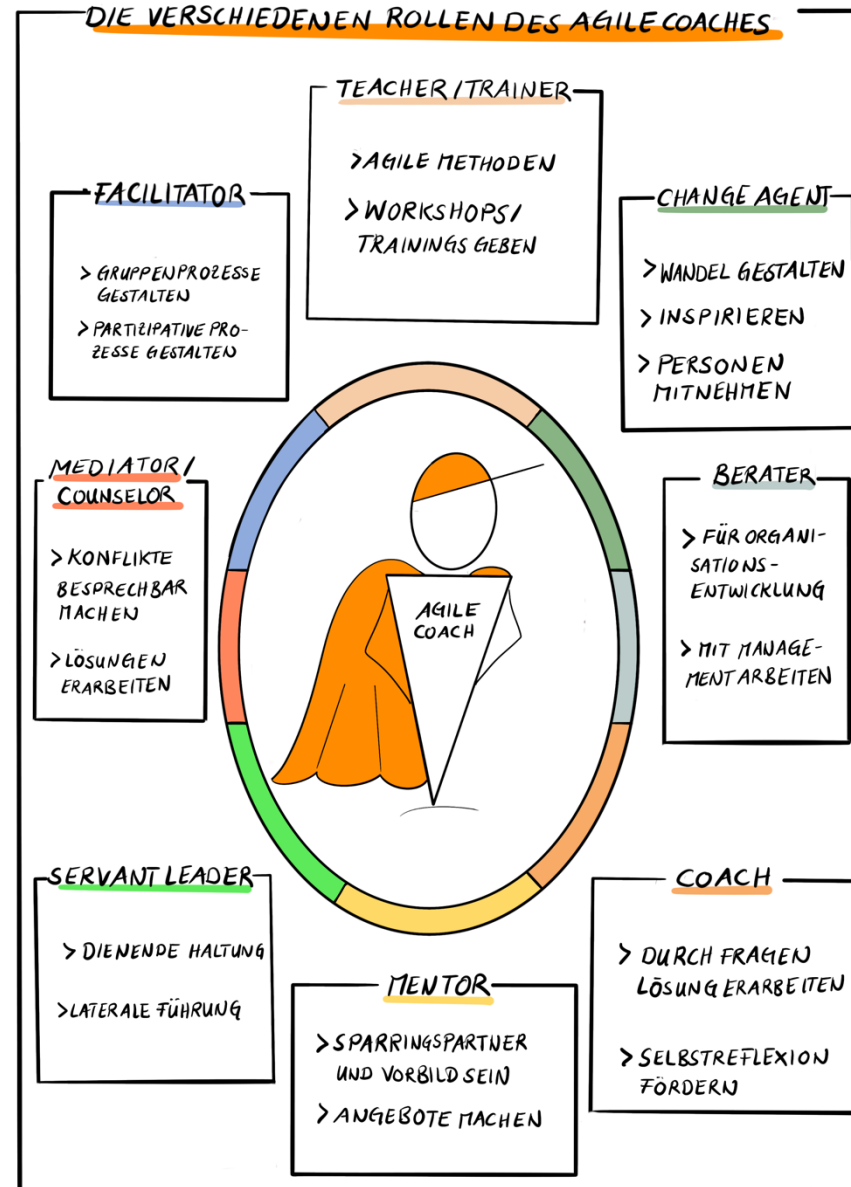 DIE VERSCHIEDENEN ROLLEN DES AGILE COACHES
TEACHER/TRAINER
> AGILE METHODEN
> WORKSHOPS/
TRAININGS GEBEN
FACILITATOR
> GRUPPENPROZESSE
GESTALTEN
> PARTIZIPATIVE PRO-
ZESSE GESTALTEN
CHANGE AGENT
> WANDEL GESTALTEN
> INSPIRIEREN
> PERSONEN
MITNEHMEN
MEDIATOR/
COUNSELOR
> KONFLIKTE
BESPRECHBAR
MACHEN
> LÖSUNGEN
ERARBEITEN
AGILE
COACH
BERATER
> FÜR ORGANI-
SATIONS-
ENTWICKLUNG
> MIT MANAGE-
MENT ARBEITEN
SERVANT LEADER
> DIENENDE HALTUNG
> LATERALE FÜHRUNG
MENTOR
> SPARRINGSPARTNER
UND VORBILD SEIN
> ANGEBOTE MACHEN
COACH
> DURCH FRAGEN
LÖSUNG ERARBEITEN
> SELBSTREFLEXION
FÖRDERN